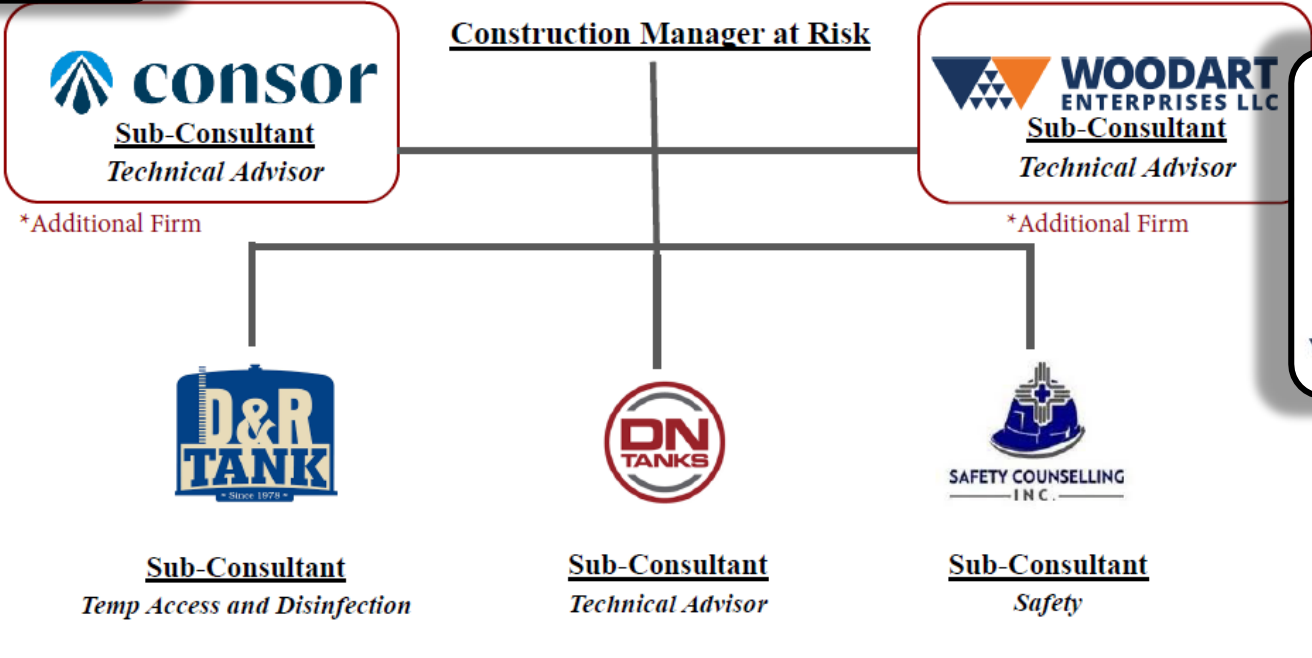 Construction Manager at Risk
consor
Sub-Consultant
Technical Advisor
*Additional Firm
WOODART
ENTERPRISES LLC
Sub-Consultant
Technical Advisor
*Additional Firm
D&R
TANK
- Since 1978 -
Sub-Consultant
Temp Access and Disinfection
DN
TANKS
Sub-Consultant
Technical Advisor
SAFETY COUNSELLING
INC.
Sub-Consultant
Safety